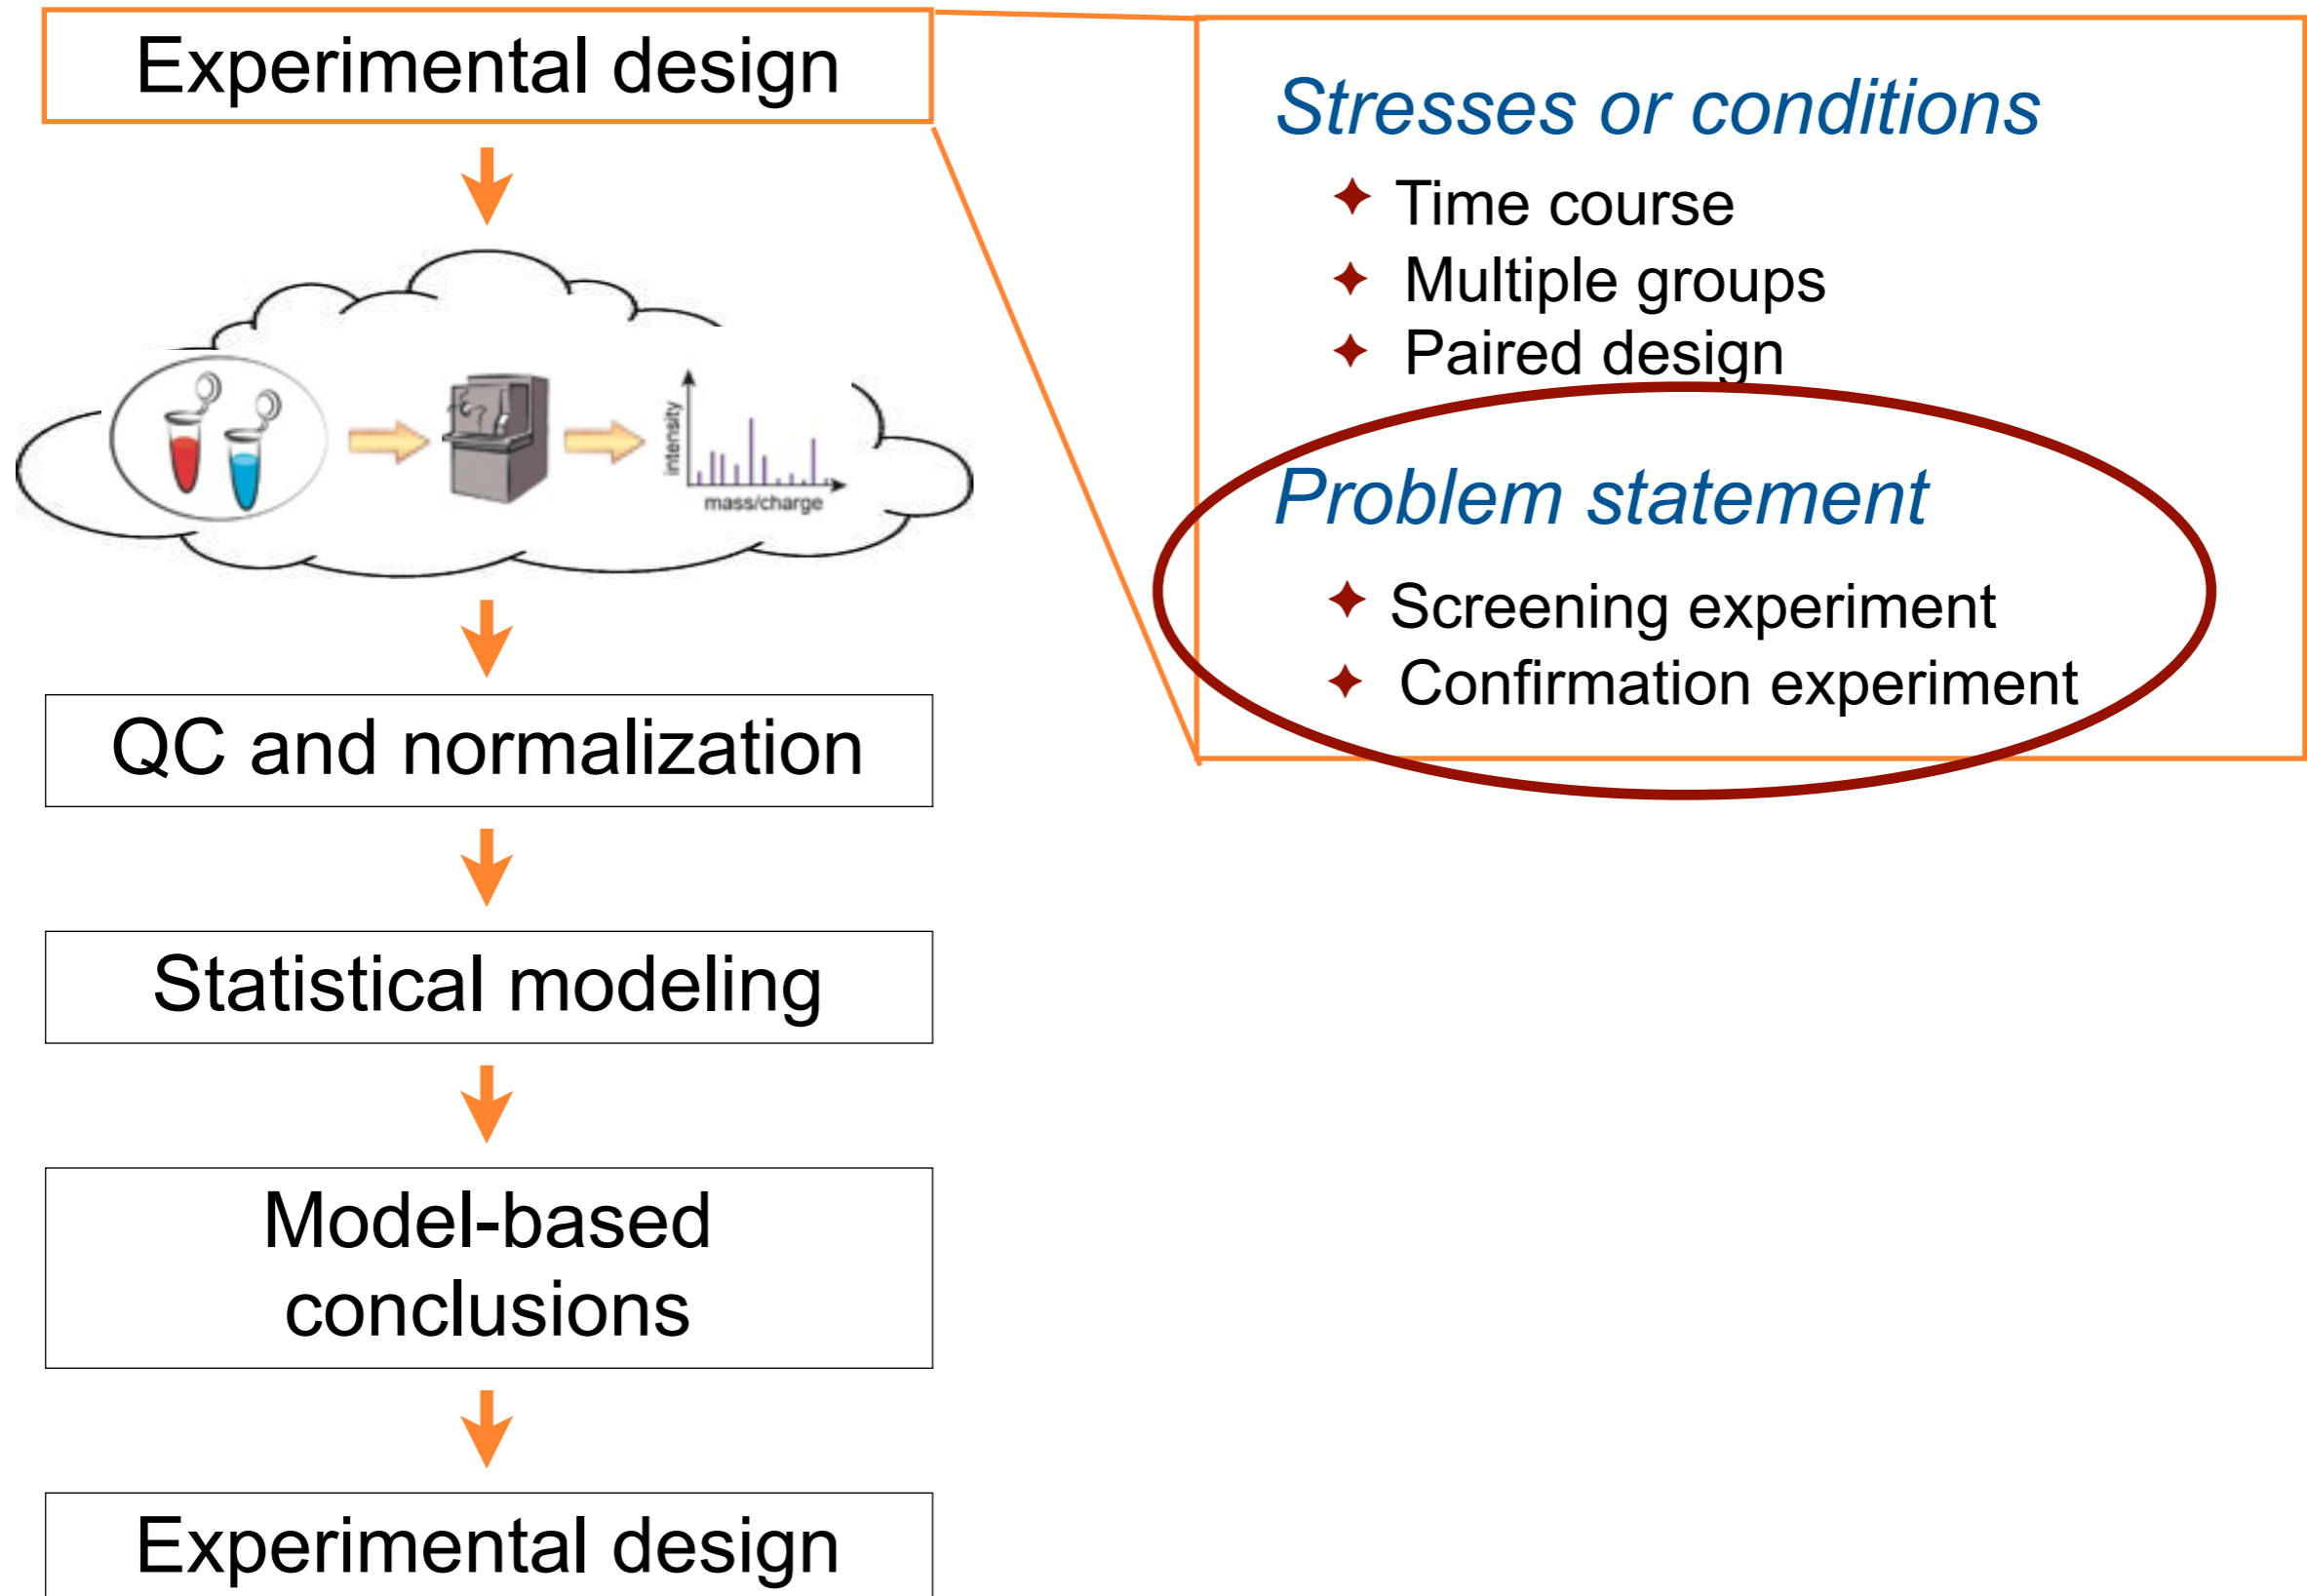 Experimental design
intensity
mass/charge
QC and normalization
Statistical modeling
Model-based
conclusions
Experimental design
Stresses or conditions
Time course
Multiple groups
Paired design
Problem statement
Screening experiment
Confirmation experiment